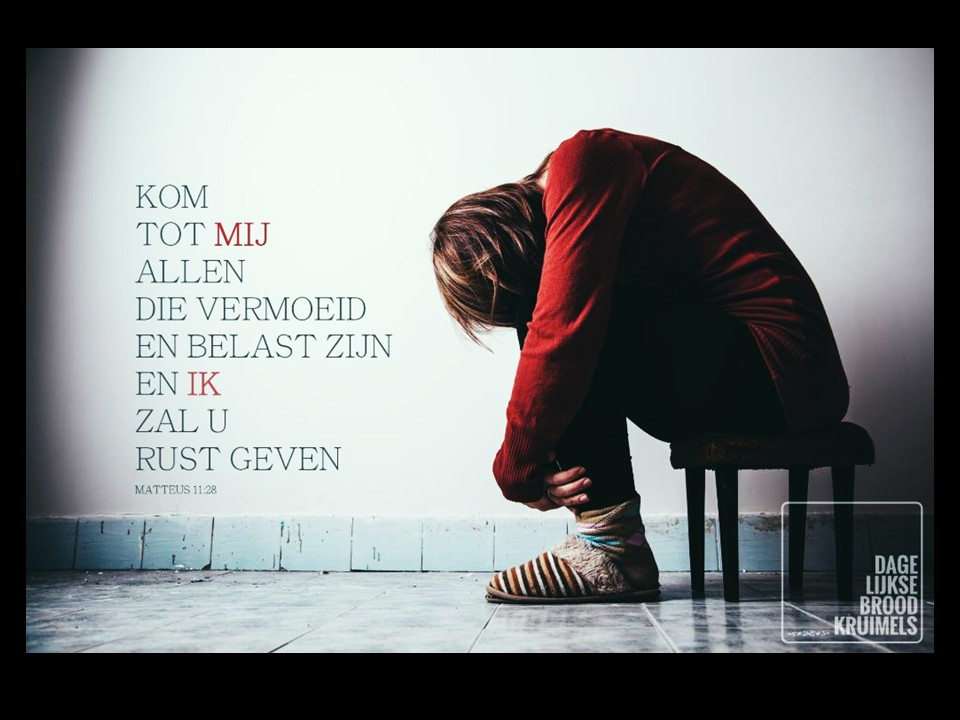 KOM
TOT MIJ
ALLEN
DIE VERMOEID
EN BELAST ZIJN
EN IK
ZAL U
RUST GEVEN
MATTEUS 11:28
DAGE
LIJKSE
BROOD
KRUIMELS